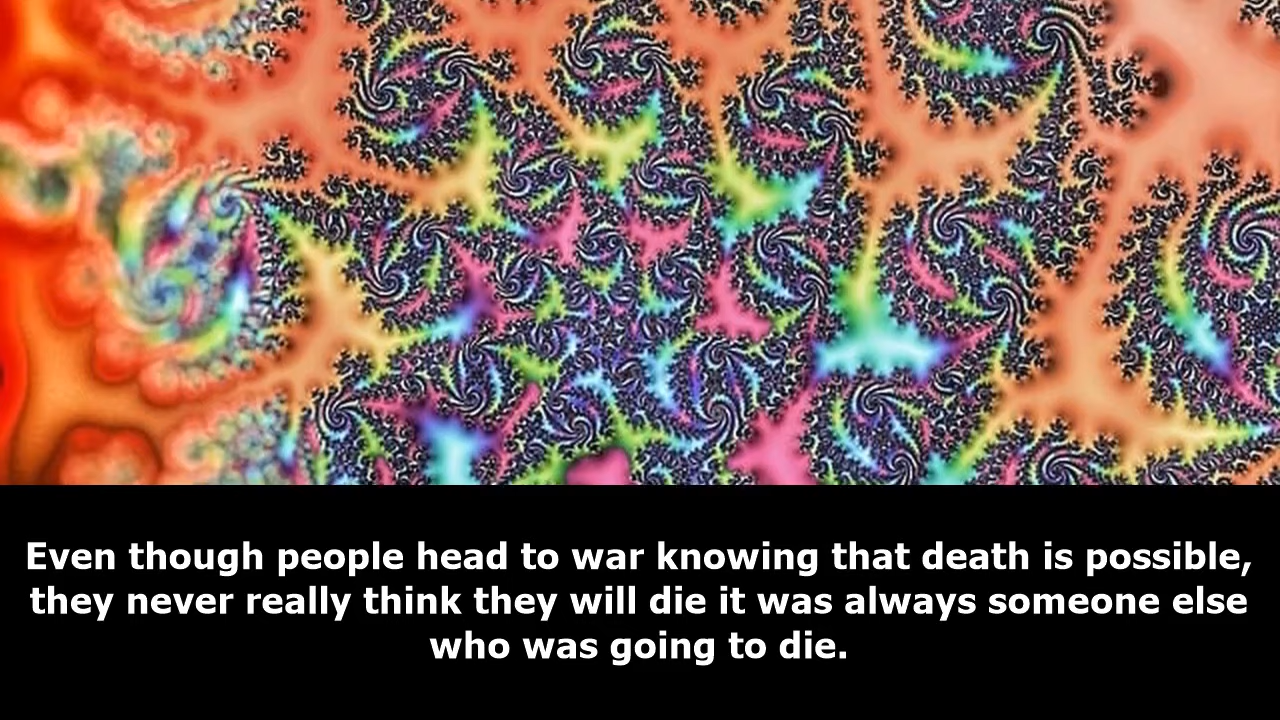 Even though people head to war knowing that death is possible,
they never really think they will die it was always someone else
who was going to die.